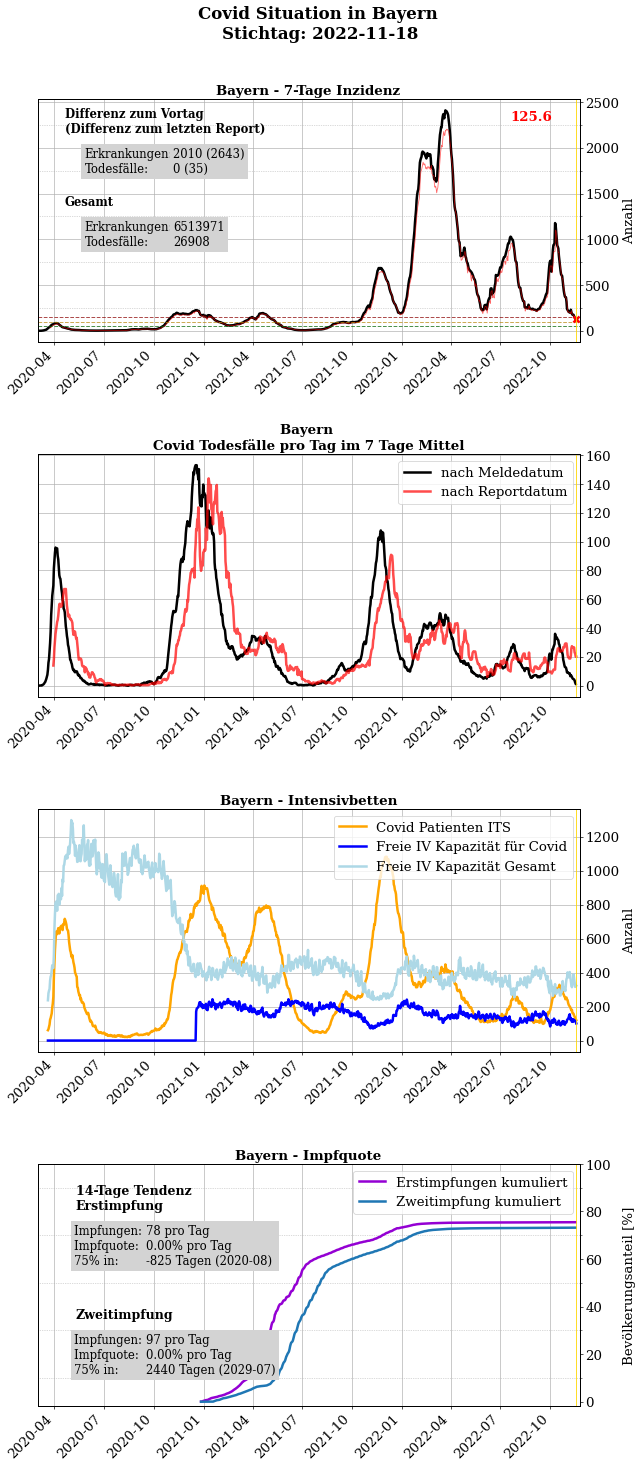 Covid Situation in Bayern
Stichtag: 2022-11-18
Bayern - 7-Tage Inzidenz
Differenz zum Vortag
(Differenz zum letzten Report)
Erkrankungen 2010 (2643)
Todesfälle: 0 (35)
Gesamt
Erkrankungen 6513971
Todesfälle: 26908
125.6
2500
2000
1500
1000
500
0
Anzahl
2020-04 2020-07 2020-10 2021-01 2021-04 2021-07 2021-10 2022-01 2022-04 2022-07 2022-10
Bayern
Covid Todesfälle pro Tag im 7 Tage Mittel
nach Meldedatum
nach Reportdatum
160
140
120
100
80
60
40
20
0
2020-04 2020-07 2020-10 2021-01 2021-04 2021-07 2021-10 2022-01 2022-04 2022-07 2022-10
Bayern - Intensivbetten
Covid Patienten ITS
Freie IV Kapazität für Covid
Freie IV Kapazität Gesamt
1200
1000
800
600
400
200
0
Anzahl
2020-04 2020-07 2020-10 2021-01 2021-04 2021-07 2021-10 2022-01 2022-04 2022-07 2022-10
Bayern - Impfquote
14-Tage Tendenz
Erstimpfung
Impfungen: 78 pro Tag
Impfquote: 0.00% pro Tag
75% in: -825 Tagen (2020-08)
Zweitimpfung
Impfungen: 97 pro Tag
Impfquote: 0.00% pro Tag
75% in: 2440 Tagen (2029-07)
Erstimpfungen kumuliert
Zweitimpfung kumuliert
100
80
60
40
20
0
Bevölkerungsanteil [%]
2020-04 2020-07 2020-10 2021-01 2021-04 2021-07 2021-10 2022-01 2022-04 2022-07 2022-10